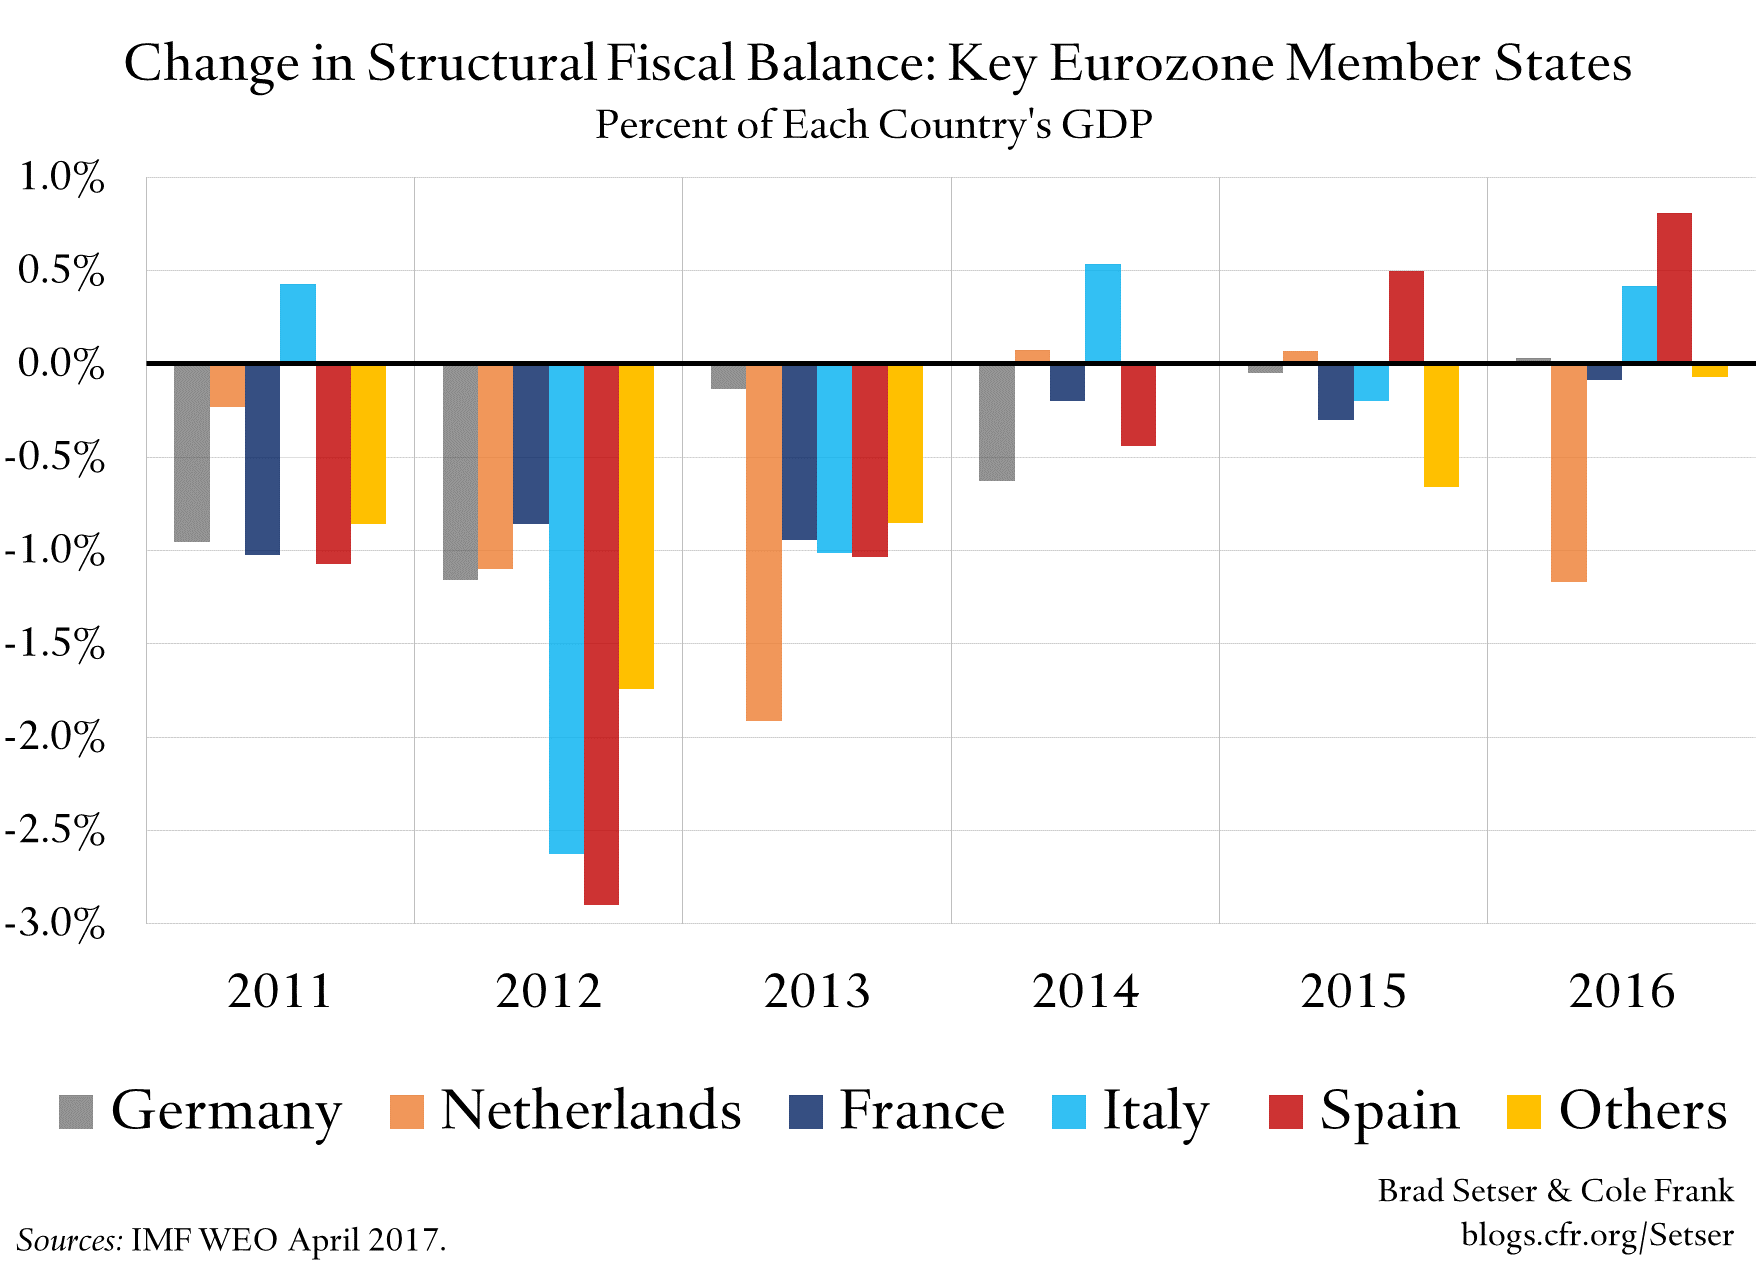 Change in Structural Fiscal Balance: Key Eurozone Member States
Percent of Each Country's GDP
1.0%
0.5%
0.0%
-0.5%
-1.0%
-1.5%
-2.0%
-2.5%
-3.0%
2011 2012 2013 2014 2015 2016
Germany Netherlands France Italy Spain Others
Brad Setser & Cole Frank
Sources: IMF WEO April 2017.
blogs.cfr.org/Setser